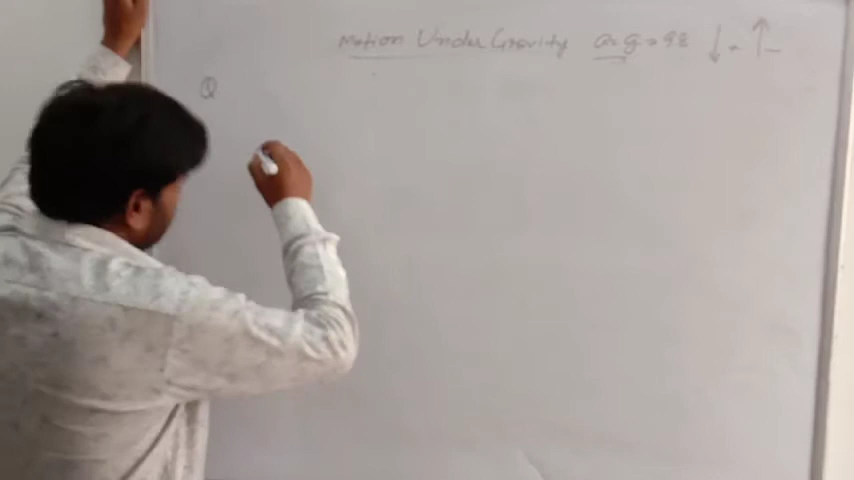 Motion Under Gravity a = g = 9.8 ↓ + ↑ -
Q